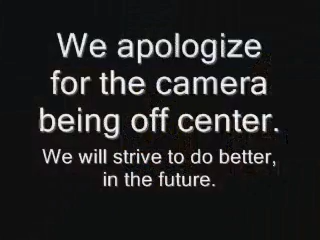 We apologize
for the camera
being off center.
We will strive to do better,
in the future.